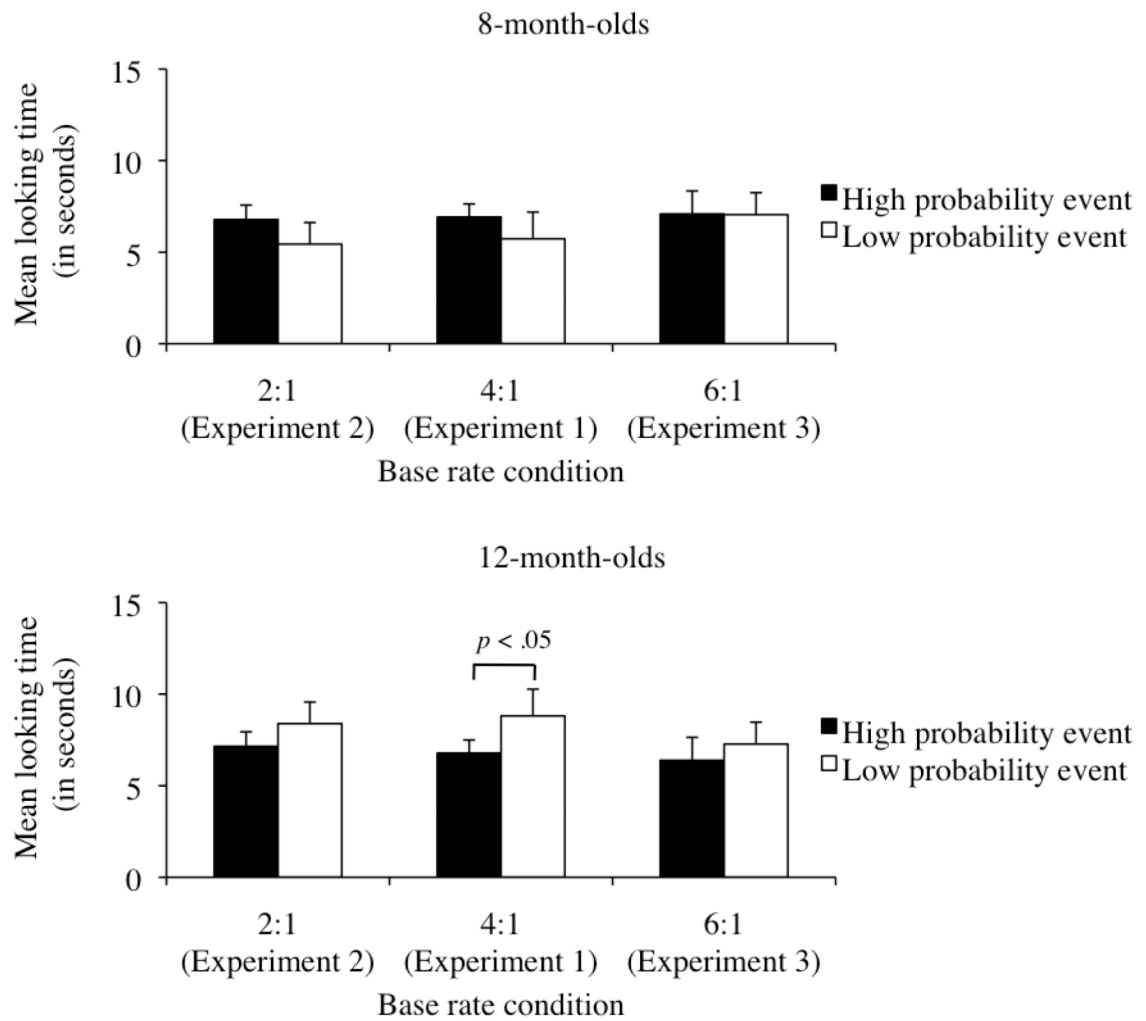 8-month-olds
Mean looking time
(in seconds)
15
10
5
0
High probability event
Low probability event
2:1
(Experiment 2)
4:1
(Experiment 1)
6:1
(Experiment 3)
Base rate condition
12-month-olds
Mean looking time
(in seconds)
15
10
5
0
p < .05
High probability event
Low probability event
2:1
(Experiment 2)
4:1
(Experiment 1)
6:1
(Experiment 3)
Base rate condition